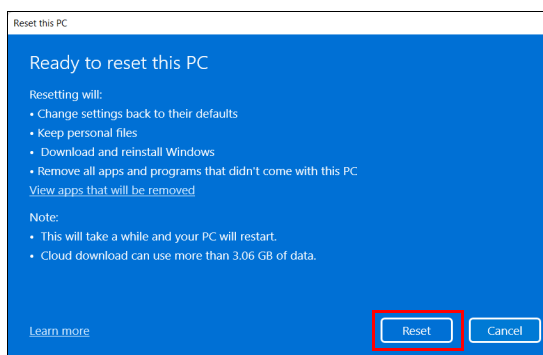 Reset this PC
Ready to reset this PC
Resetting will:
• Change settings back to their defaults
• Keep personal files
• Download and reinstall Windows
• Remove all apps and programs that didn't come with this PC
View apps that will be removed
Note:
• This will take a while and your PC will restart.
• Cloud download can use more than 3.06 GB of data.
Learn more
Reset
Cancel